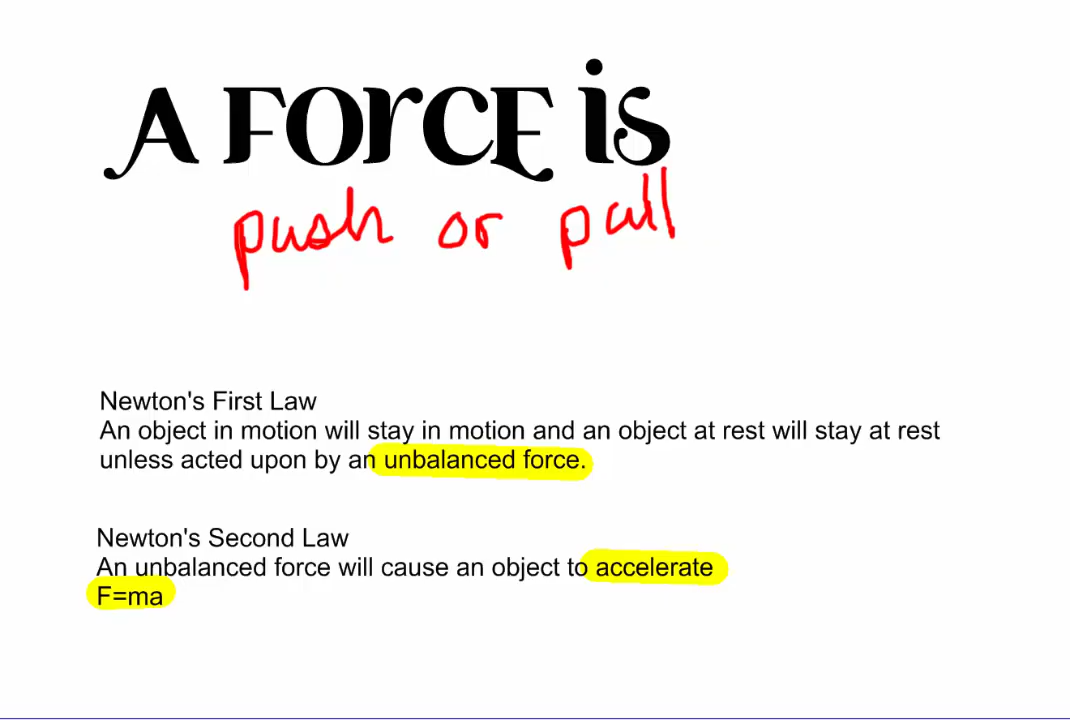 A FOrCE is
push or pull
Newton's First Law
An object in motion will stay in motion and an object at rest will stay at rest
unless acted upon by an unbalanced force.
Newton's Second Law
An unbalanced force will cause an object to accelerate
F=ma